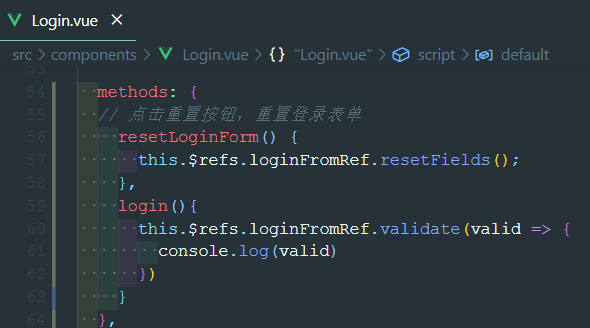 Login.vue ×
src > components > Login.vue > {} "Login.vue" > script > default
53
54 methods: {
55 // 点击重置按钮，重置登录表单
56 resetLoginForm() {
57 this.$refs.loginFromRef.resetFields();
58 },
59 login(){
60 this.$refs.loginFromRef.validate(valid => {
61 console.log(valid)
62 })
63 }
64 },